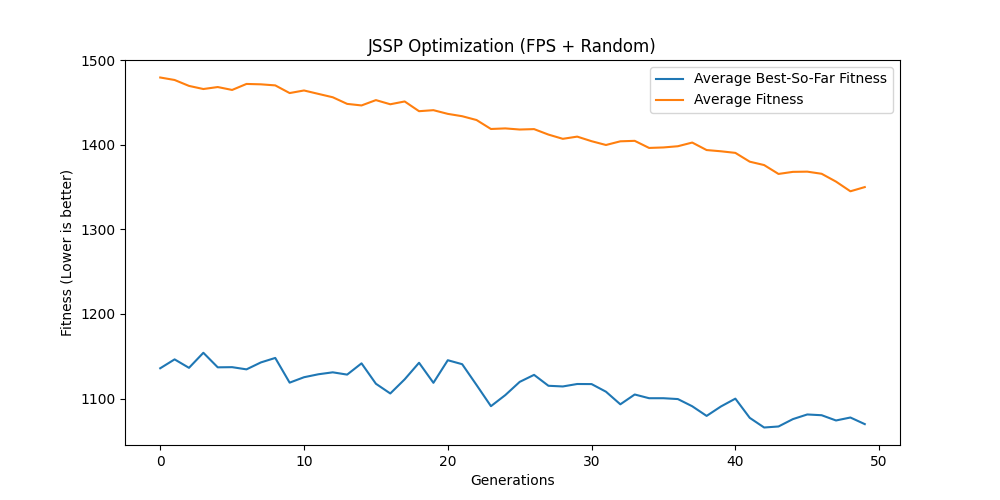 JSSP Optimization (FPS + Random)
Average Best-So-Far Fitness
Average Fitness
Fitness (Lower is better)
1500
1400
1300
1200
1100
0 10 20 30 40 50
Generations